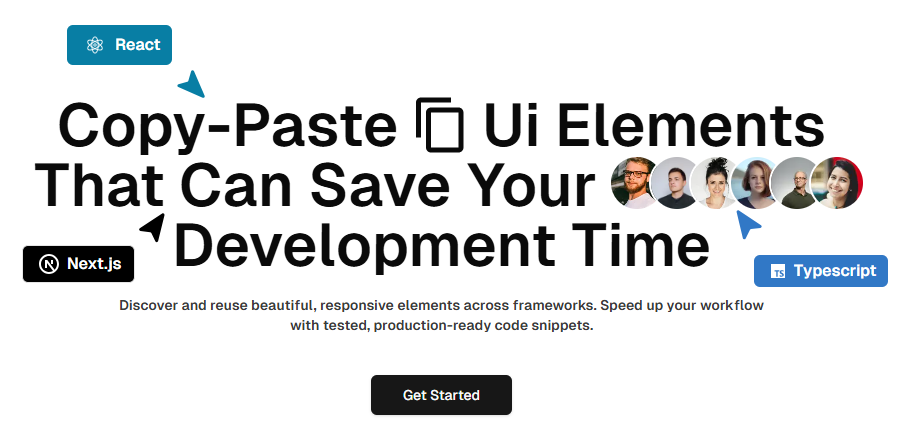 React
Copy-Paste Ui Elements
That Can Save Your
Development Time
Next.js
TS Typescript
Discover and reuse beautiful, responsive elements across frameworks. Speed up your workflow
with tested, production-ready code snippets.
Get Started